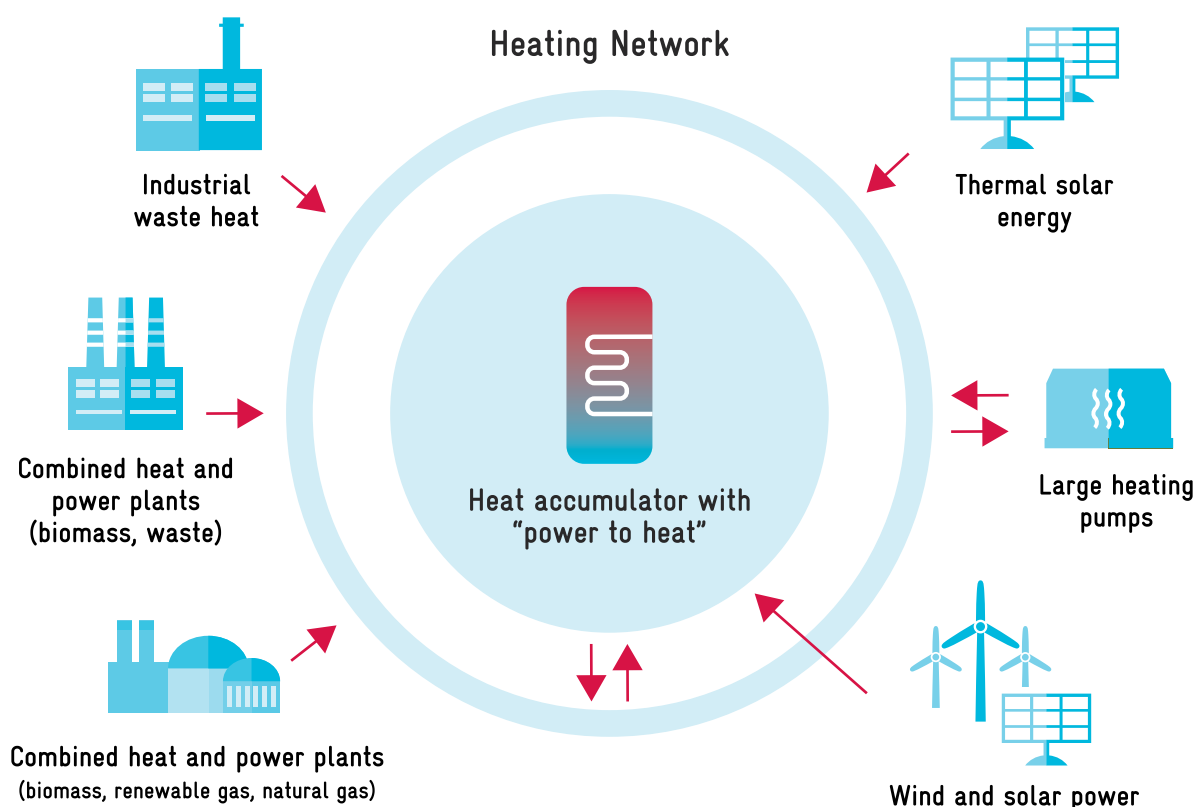 Heating Network
Industrial
waste heat
Thermal solar
energy
Combined heat and
power plants
(biomass, waste)
Heat accumulator with
“power to heat”
Large heating
pumps
Combined heat and power plants
(biomass, renewable gas, natural gas)
Wind and solar power